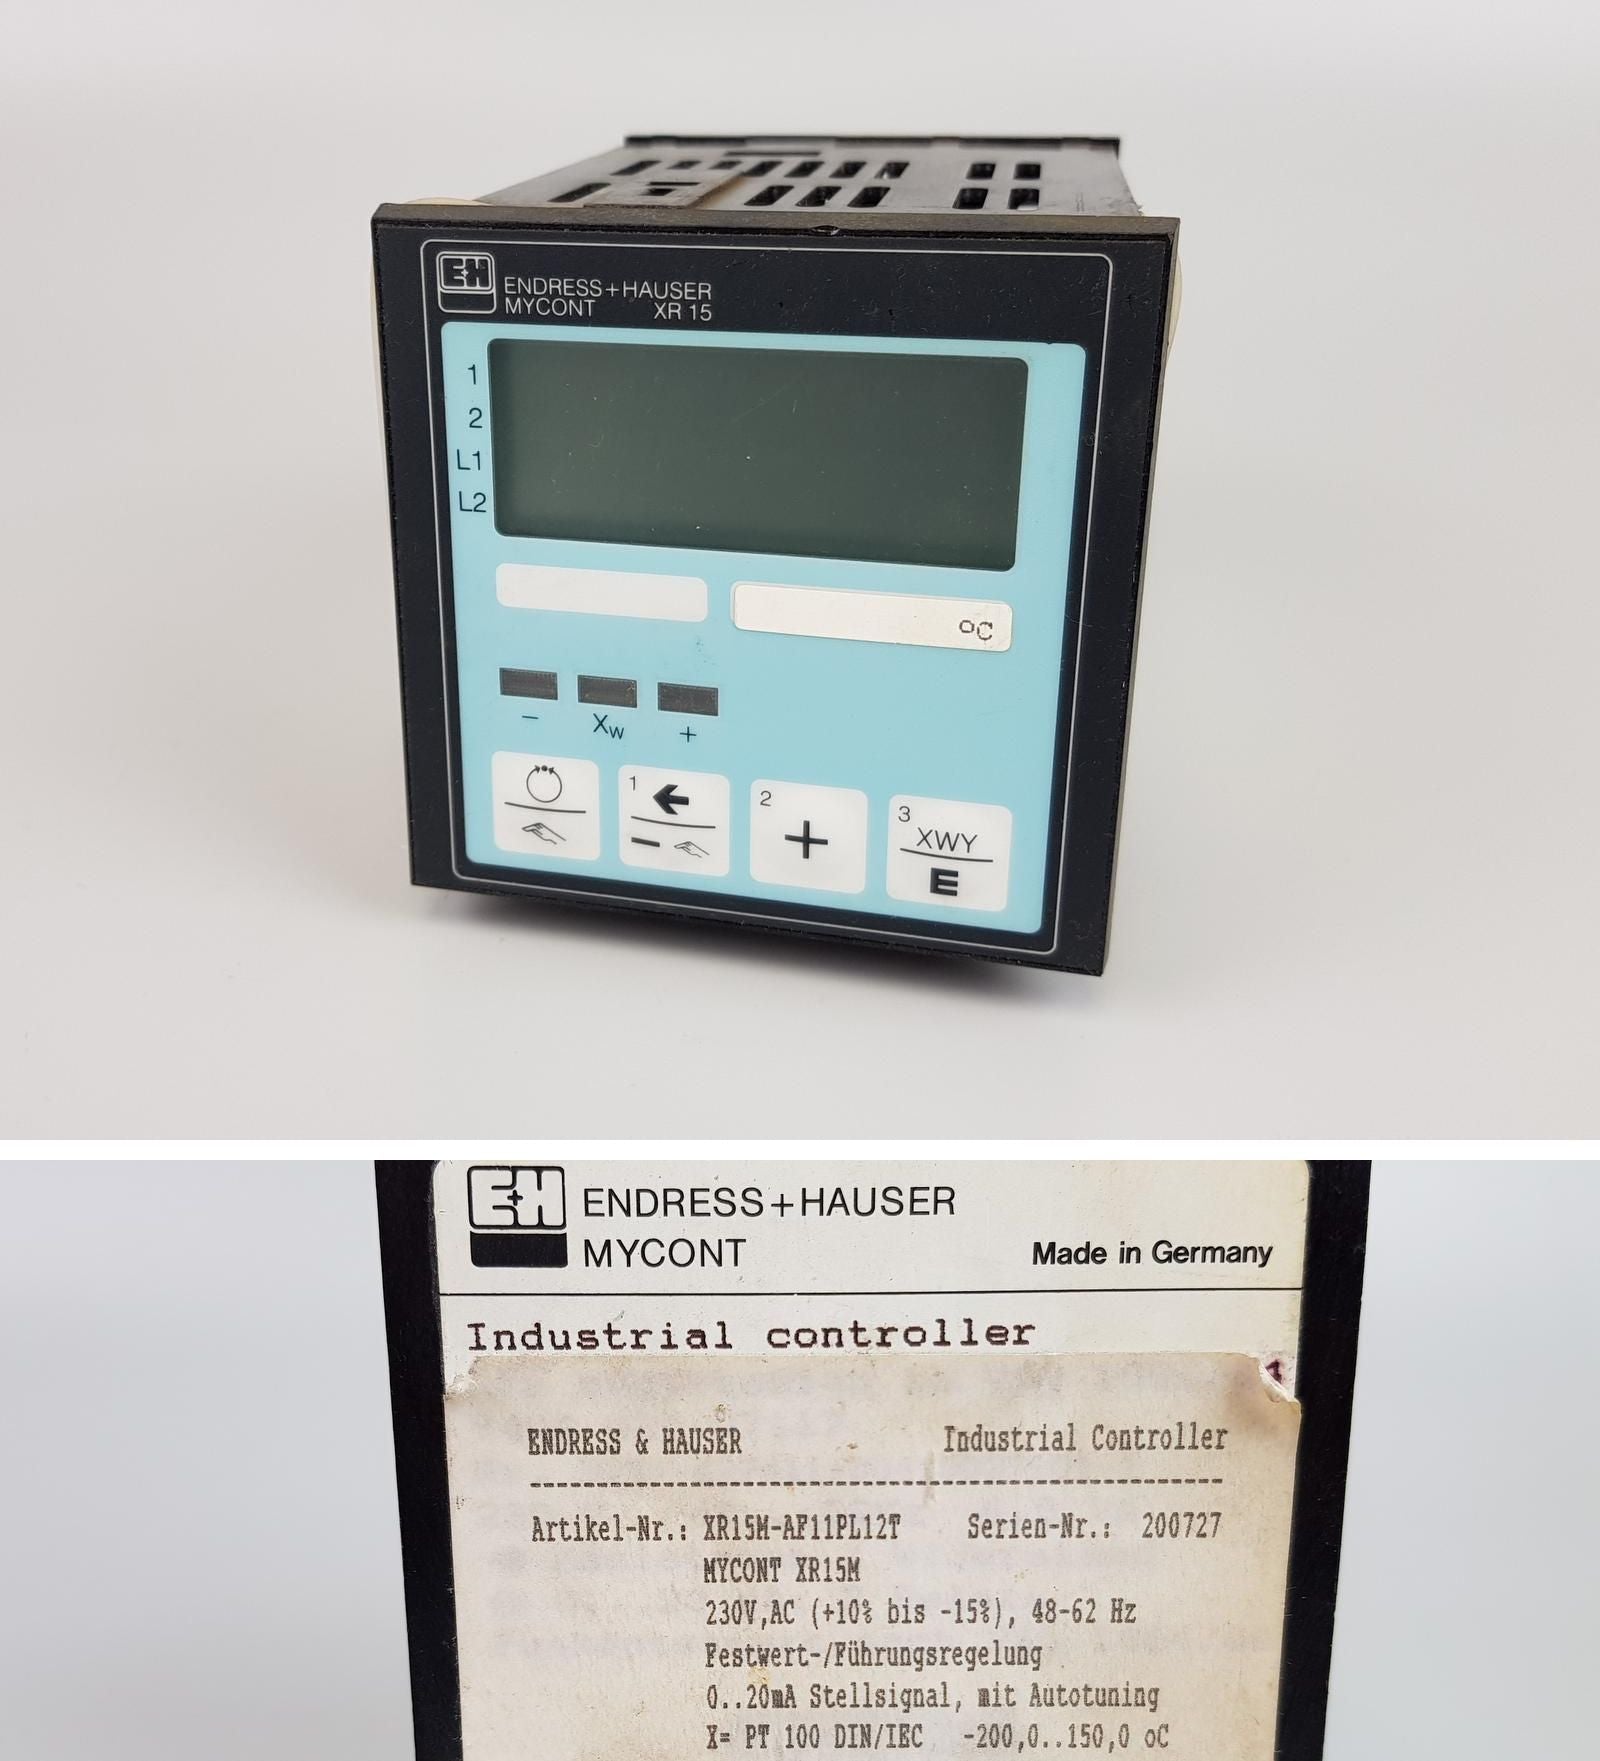 E+H
ENDRESS+HAUSER
MYCONT XR 15
1
2
L1
L2
°C
− Xw +
1
−
2
+
3
XWY
E
E+H
ENDRESS+HAUSER
MYCONT Made in Germany
Industrial controller
1
ENDRESS & HAUSER Industrial Controller
--------------------------------------------------------
Artikel-Nr.: XR15M-AF11PL12T Serien-Nr.: 200727
MYCONT XR15M
230V,AC (+10% bis -15%), 48-62 Hz
Festwert-/Führungsregelung
0..20mA Stellsignal, mit Autotuning
X= PT 100 DIN/IEC -200,0..150,0 oC